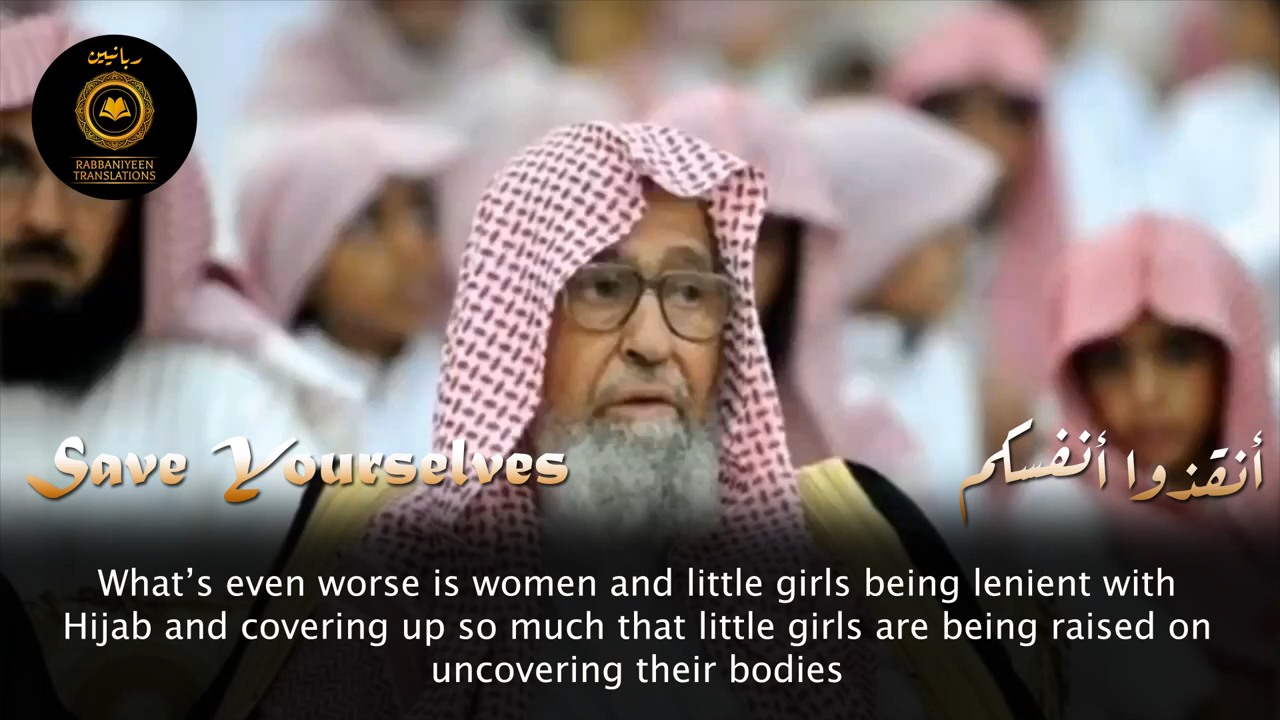 ربانيين
RABBANIYEEN
TRANSLATIONS
Save Yourselves
أنقذوا أنفسكم
What’s even worse is women and little girls being lenient with
Hijab and covering up so much that little girls are being raised on
uncovering their bodies